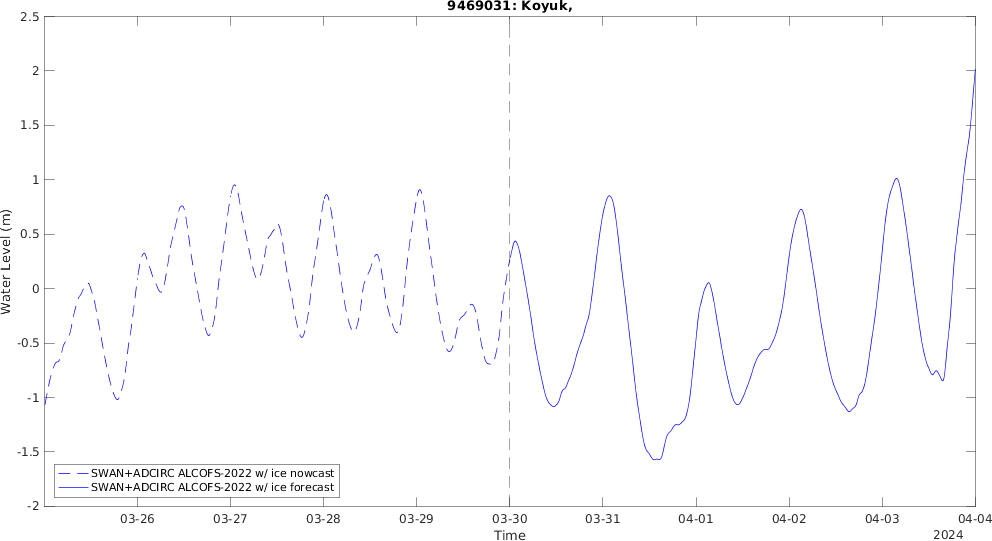 9469031: Koyuk,
Water Level (m)
2.5
2
1.5
1
0.5
0
-0.5
-1
-1.5
-2
SWAN+ADCIRC ALCOFS-2022 w/ ice nowcast
SWAN+ADCIRC ALCOFS-2022 w/ ice forecast
03-26 03-27 03-28 03-29 03-30 03-31 04-01 04-02 04-03 04-04
Time
2024